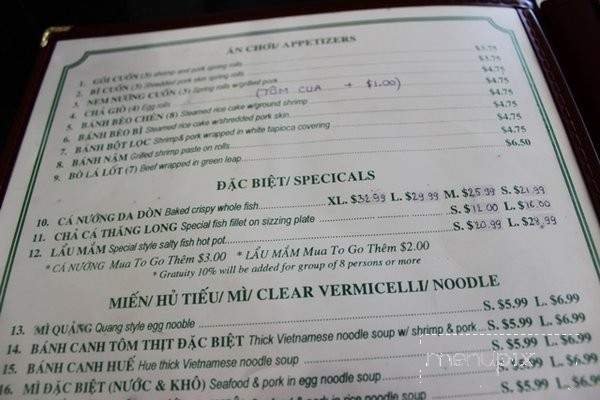 ĂN CHƠI/ APPETIZERS
1. GỎI CUỐN (3) shrimp and pork spring rolls $3.75
2. BÌ CUỐN (3) Shredded pork skin spring rolls $3.75
3. NEM NƯỚNG CUỐN (3) Spring rolls w/grilled pork $4.75
(TÔM CUA + $1.00)
4. CHẢ GIÒ (4) Egg rolls $4.75
5. BÁNH BÈO CHÉN (8) Steamed rice cake w/ground shrimp $4.75
6. BÁNH BÈO BÌ Steamed rice cake w/shredded pork skin $4.75
7. BÁNH BỘT LỌC Shrimp& pork wrapped in white tapioca covering $4.75
8. BÁNH NẬM Grilled shrimp paste on rolls $4.75
9. BÒ LÁ LỐT (7) Beef wrapped in green leap $6.50
ĐẶC BIỆT/ SPECICALS
10. CÁ NƯỚNG DA DÒN Baked crispy whole fish XL. $32.99 L. $29.99 M. $25.99 S. $21.99
11. CHẢ CÁ THĂNG LONG Special fish fillet on sizzing plate S. $12.00 L. $16.00
12. LẨU MẮM Special style salty fish hot pot S. $20.99 L. $29.99
* CÁ NƯỚNG Mua To Go Thêm $3.00 * LẨU MẮM Mua To Go Thêm $2.00
* Gratuity 10% will be added for group of 8 persons or more
MIẾN/ HỦ TIẾU/ MÌ/ CLEAR VERMICELLI/ NOODLE
13. MÌ QUẢNG Quang style egg nooble S. $5.99 L. $6.99
14. BÁNH CANH TÔM THỊT ĐẶC BIỆT Thick Vietnamese noodle soup w/ shrimp & pork S. $5.99 L. $6.99
15. BÁNH CANH HUẾ Hue thick Vietnamese noodle soup S. $5.99 L. $6.99
16. MÌ ĐẶC BIỆT (NƯỚC & KHÔ) Seafood & pork in egg noodle soup $6.99
menupix
S. $5.99 L. $6.99